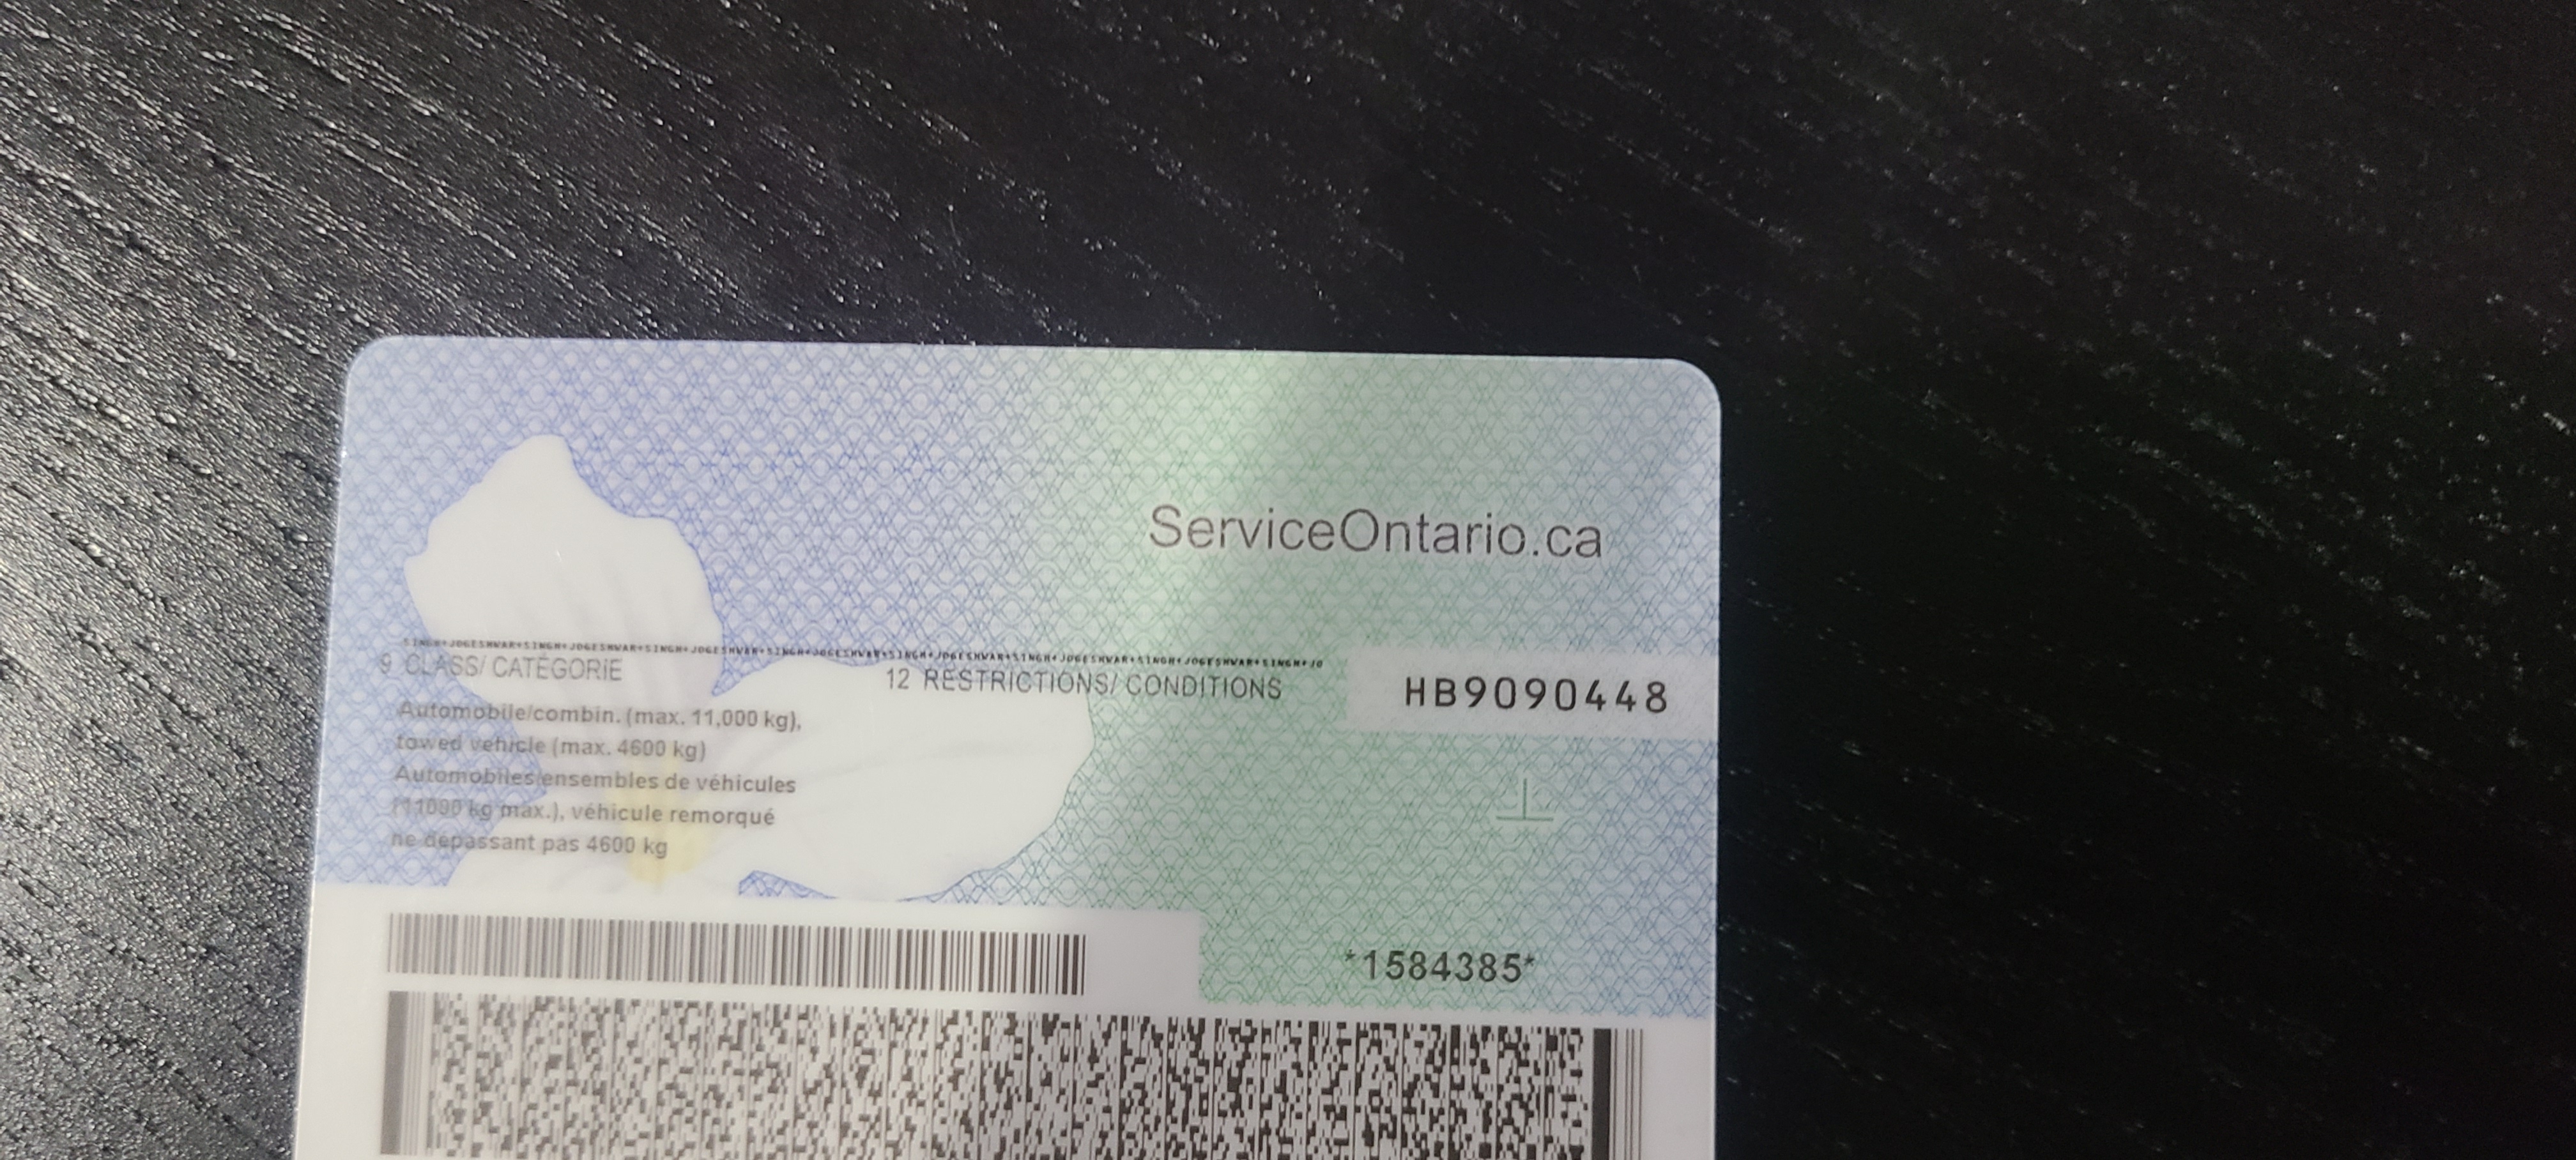 ServiceOntario.ca
9 CLASS/ CATÉGORIE
12 RESTRICTIONS/ CONDITIONS
HB9090448
Automobile/combin. (max. 11,000 kg),
towed vehicle (max. 4600 kg)
Automobiles/ensembles de véhicules
(11000 kg max.), véhicule remorqué
ne dépassant pas 4600 kg
*1584385*